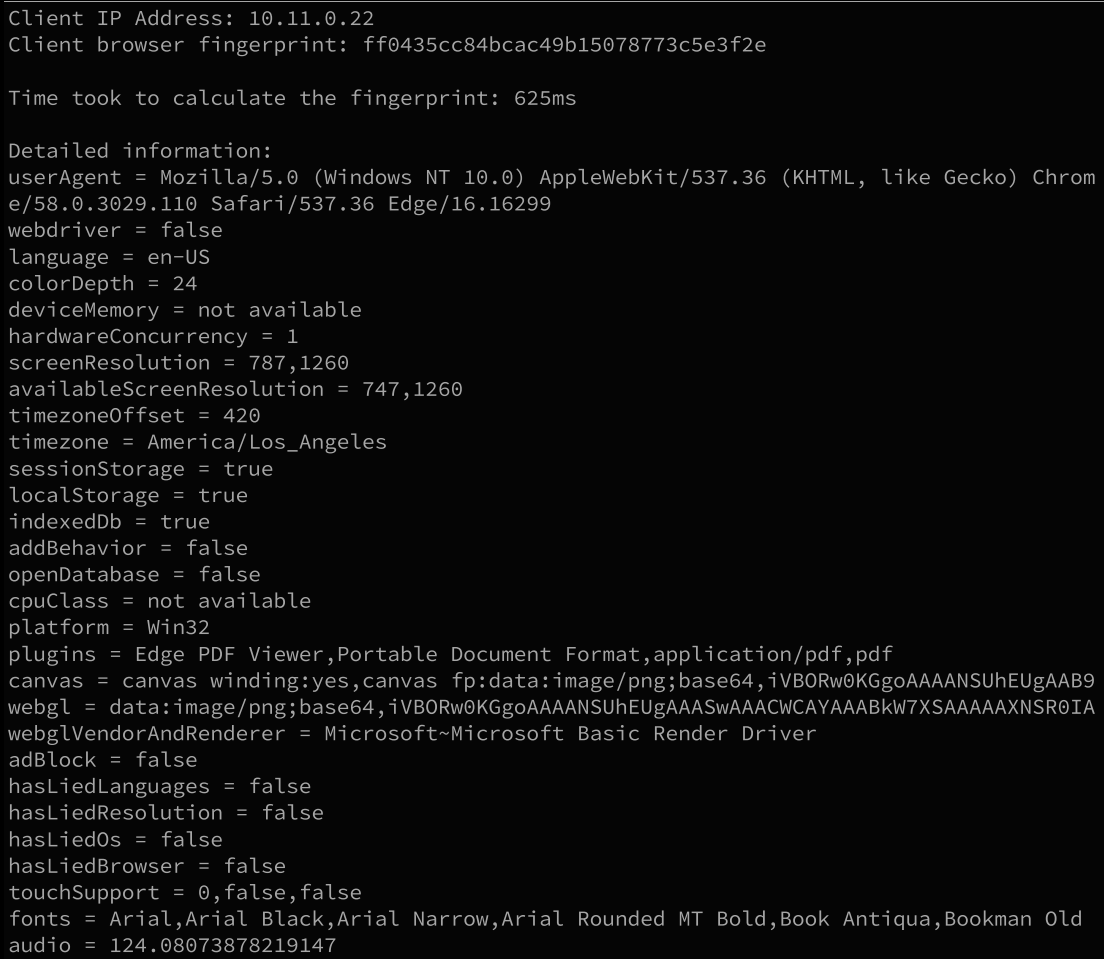 Client IP Address: 10.11.0.22
Client browser fingerprint: ff0435cc84bcac49b15078773c5e3f2e
Time took to calculate the fingerprint: 625ms
Detailed information:
userAgent = Mozilla/5.0 (Windows NT 10.0) AppleWebKit/537.36 (KHTML, like Gecko) Chrom
e/58.0.3029.110 Safari/537.36 Edge/16.16299
webdriver = false
language = en-US
colorDepth = 24
deviceMemory = not available
hardwareConcurrency = 1
screenResolution = 787,1260
availableScreenResolution = 747,1260
timezoneOffset = 420
timezone = America/Los_Angeles
sessionStorage = true
localStorage = true
indexedDb = true
addBehavior = false
openDatabase = false
cpuClass = not available
platform = Win32
plugins = Edge PDF Viewer,Portable Document Format,application/pdf,pdf
canvas = canvas winding:yes,canvas fp:data:image/png;base64,iVBORw0KGgoAAAANSUhEUgAAB9
webgl = data:image/png;base64,iVBORw0KGgoAAAANSUhEUgAAASwAAACWCAYAAABkW7XSAAAAAXNSR0IA
webglVendorAndRenderer = Microsoft~Microsoft Basic Render Driver
adBlock = false
hasLiedLanguages = false
hasLiedResolution = false
hasLiedOs = false
hasLiedBrowser = false
touchSupport = 0,false,false
fonts = Arial,Arial Black,Arial Narrow,Arial Rounded MT Bold,Book Antiqua,Bookman Old
audio = 124.08073878219147